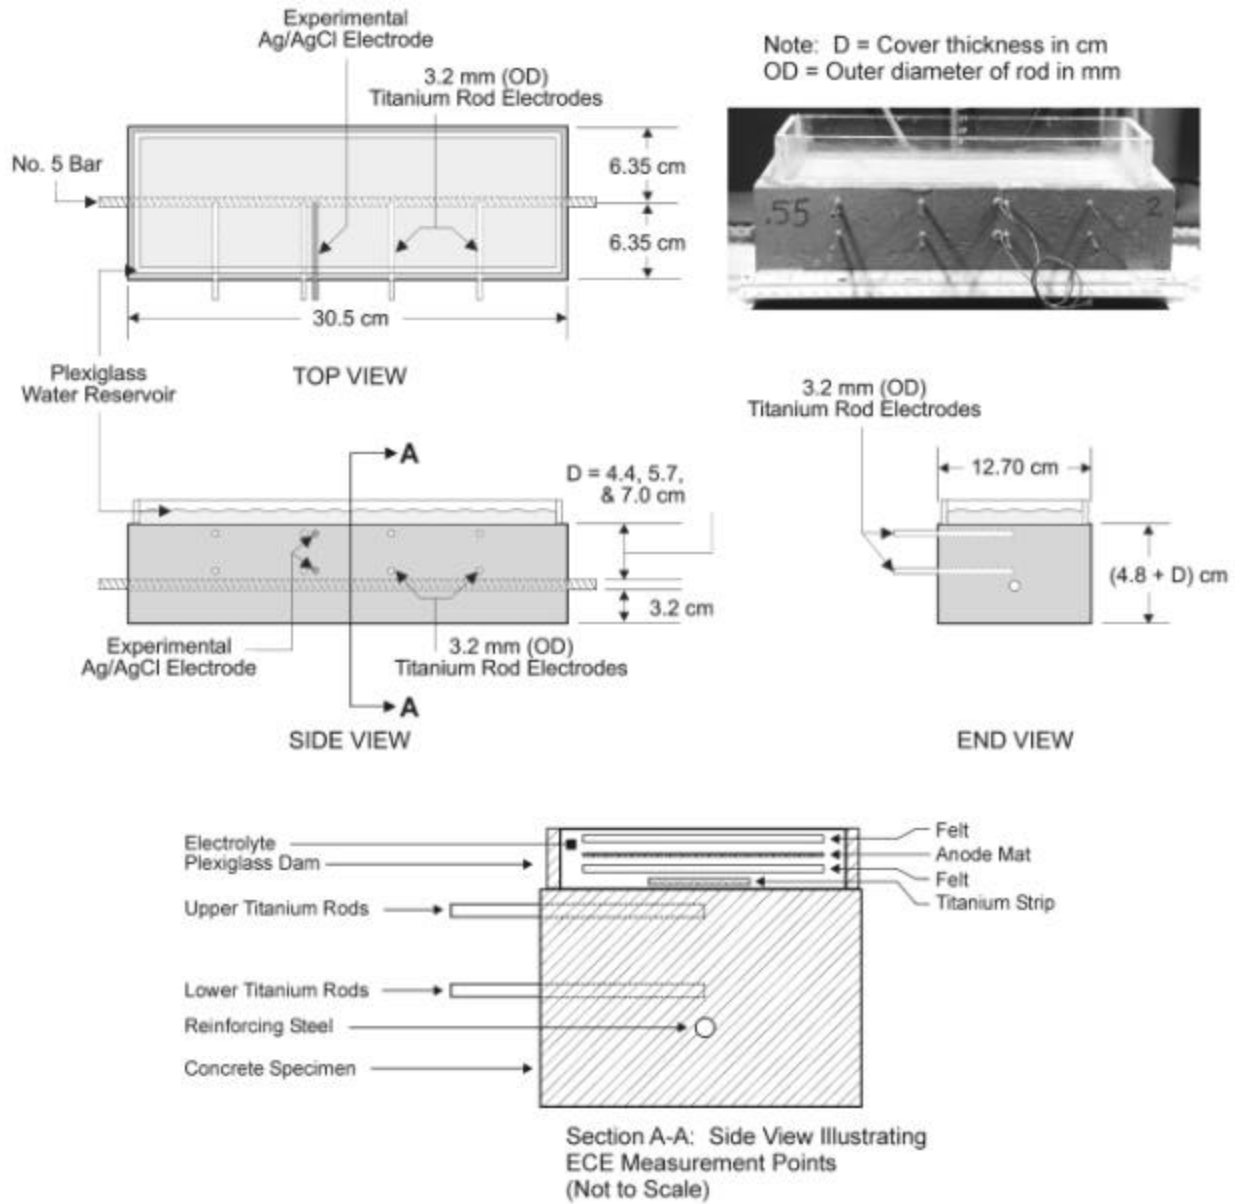 Experimental
Ag/AgCl Electrode
3.2 mm (OD)
Titanium Rod Electrodes
Note: D = Cover thickness in cm
OD = Outer diameter of rod in mm
No. 5 Bar
6.35 cm
6.35 cm
30.5 cm
.55
2
Plexiglass
Water Reservoir
TOP VIEW
3.2 mm (OD)
Titanium Rod Electrodes
A
D = 4.4, 5.7,
& 7.0 cm
12.70 cm
(4.8 + D) cm
3.2 cm
Experimental
Ag/AgCl Electrode
3.2 mm (OD)
Titanium Rod Electrodes
A
SIDE VIEW
END VIEW
Electrolyte
Plexiglass Dam
Felt
Anode Mat
Felt
Titanium Strip
Upper Titanium Rods
Lower Titanium Rods
Reinforcing Steel
Concrete Specimen
Section A-A: Side View Illustrating
ECE Measurement Points
(Not to Scale)